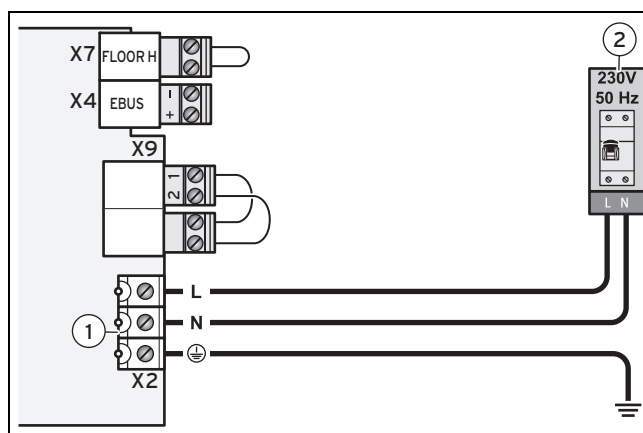 2
X7 FLOOR H
230V
50 Hz
X4 EBUS - +
X9
2 1
L N
L
1
N
X2